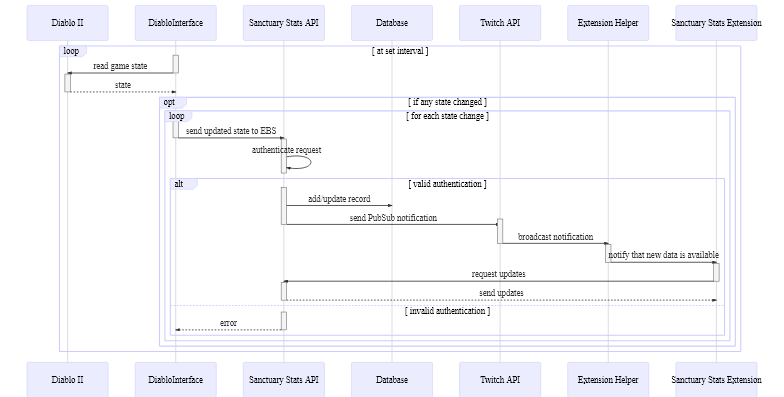 Diablo II
DiabloInterface
Sanctuary Stats API
Database
Twitch API
Extension Helper
Sanctuary Stats Extension
loop
[ at set interval ]
read game state
state
opt
[ if any state changed ]
loop
[ for each state change ]
send updated state to EBS
authenticate request
alt
[ valid authentication ]
add/update record
send PubSub notification
broadcast notification
notify that new data is available
request updates
send updates
[ invalid authentication ]
error
Diablo II
DiabloInterface
Sanctuary Stats API
Database
Twitch API
Extension Helper
Sanctuary Stats Extension